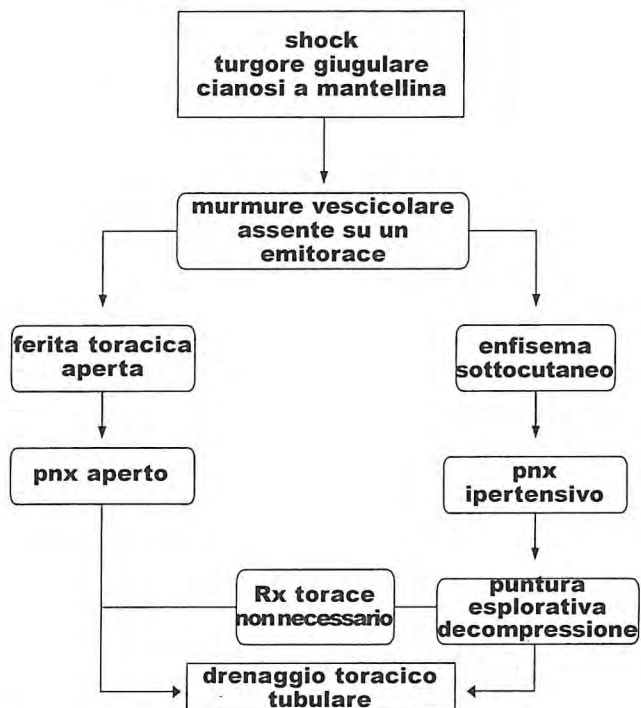 shock
turgore giugulare
cianosi a mantellina
murmure vescicolare
assente su un
emitorace
ferita toracica
aperta
enfisema
sottocutaneo
pnx aperto
pnx
ipertensivo
Rx torace
non necessario
puntura
esplorativa
decompressione
drenaggio toracico
tubulare